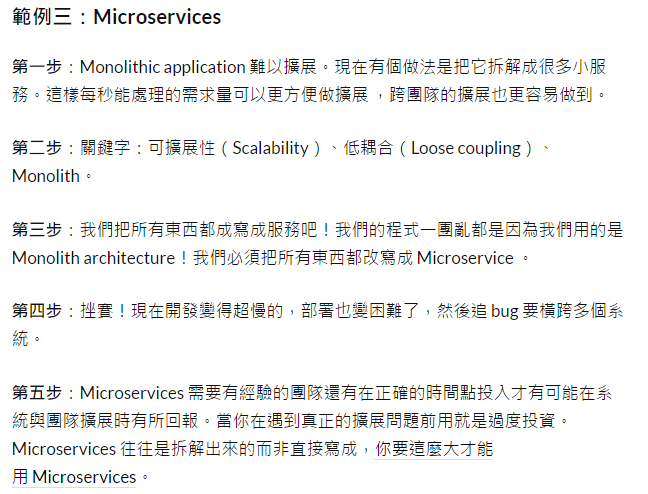 範例三：Microservices
第一步：Monolithic application 難以擴展。現在有個做法是把它拆解成很多小服
務。這樣每秒能處理的需求量可以更方便做擴展 ，跨團隊的擴展也更容易做到。
第二步：關鍵字：可擴展性（Scalability）、低耦合（Loose coupling）、
Monolith。
第三步：我們把所有東西都成寫成服務吧！我們的程式一團亂都是因為我們用的是
Monolith architecture！我們必須把所有東西都改寫成 Microservice 。
第四步：挫賽！現在開發變得超慢的，部署也變困難了，然後追 bug 要橫跨多個系
統。
第五步：Microservices 需要有經驗的團隊還有在正確的時間點投入才有可能在系
統與團隊擴展時有所回報。當你在遇到真正的擴展問題前用就是過度投資。
Microservices 往往是拆解出來的而非直接寫成，你要這麼大才能
用 Microservices。